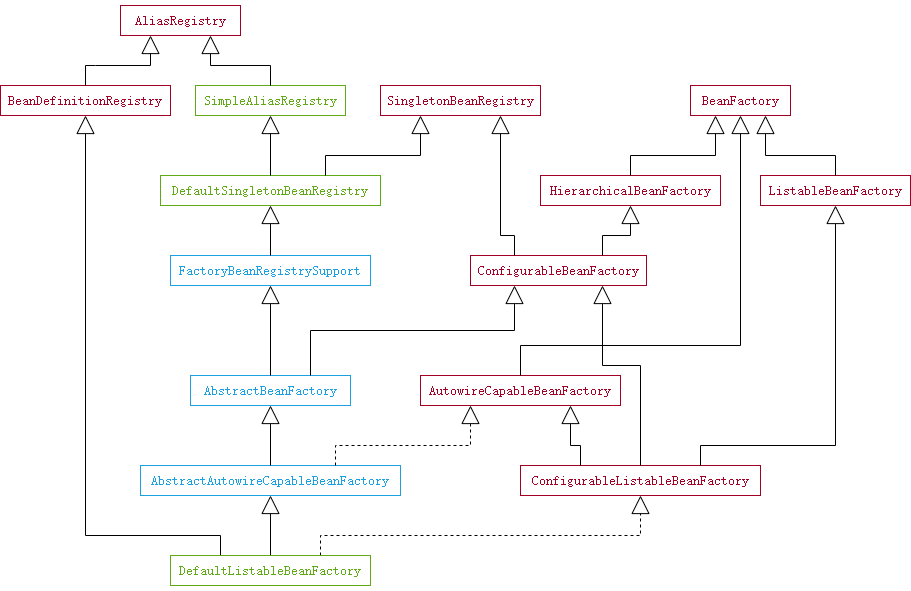 AliasRegistry
BeanDefinitionRegistry
SimpleAliasRegistry
SingletonBeanRegistry
BeanFactory
DefaultSingletonBeanRegistry
HierarchicalBeanFactory
ListableBeanFactory
FactoryBeanRegistrySupport
ConfigurableBeanFactory
AbstractBeanFactory
AutowireCapableBeanFactory
AbstractAutowireCapableBeanFactory
ConfigurableListableBeanFactory
DefaultListableBeanFactory